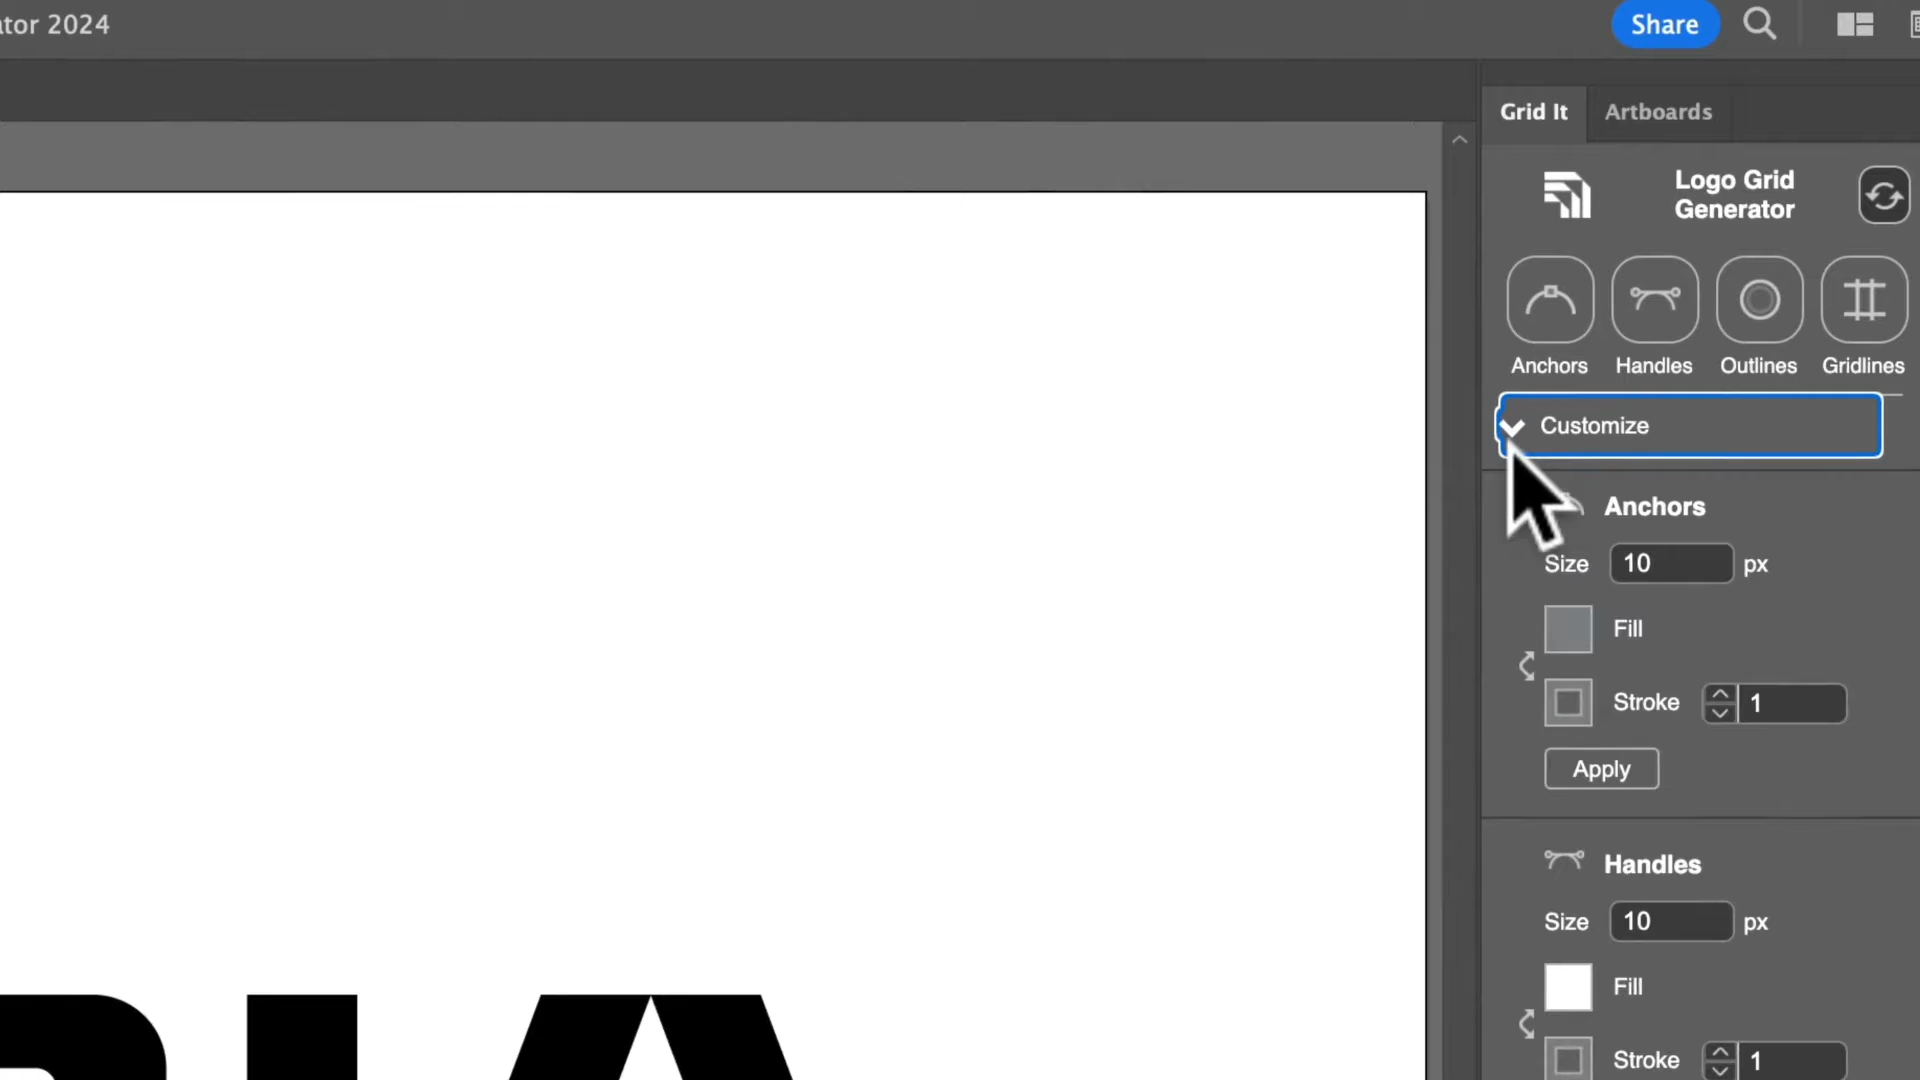 ator 2024
Share
Grid It
Artboards
Logo Grid
Generator
Anchors
Handles
Outlines
Gridlines
Customize
Anchors
Size 10 px
Fill
Stroke 1
Apply
Handles
Size 10 px
Fill
Stroke 1